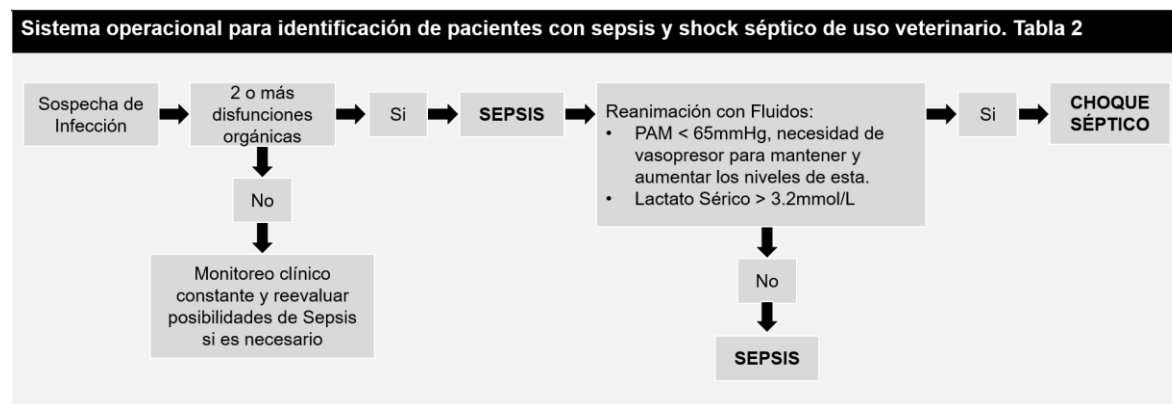 Sistema operacional para identificación de pacientes con sepsis y shock séptico de uso veterinario. Tabla 2
Sospecha de
Infección
2 o más
disfunciones
orgánicas
Si
SEPSIS
Reanimación con Fluidos:
• PAM < 65mmHg, necesidad de
vasopresor para mantener y
aumentar los niveles de esta.
• Lactato Sérico > 3.2mmol/L
Si
CHOQUE
SÉPTICO
No
Monitoreo clínico
constante y reevaluar
posibilidades de Sepsis
si es necesario
No
SEPSIS